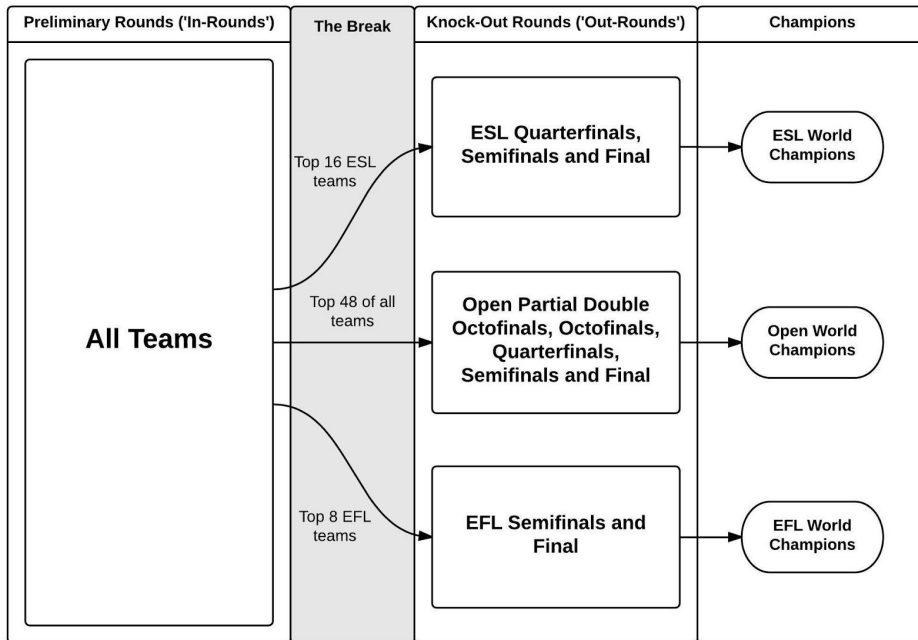 Preliminary Rounds ('In-Rounds')
The Break
Knock-Out Rounds ('Out-Rounds')
Champions
All Teams
Top 16 ESL
teams
ESL Quarterfinals,
Semifinals and Final
ESL World
Champions
Top 48 of all
teams
Open Partial Double
Octofinals, Octofinals,
Quarterfinals,
Semifinals and Final
Open World
Champions
Top 8 EFL
teams
EFL Semifinals and
Final
EFL World
Champions